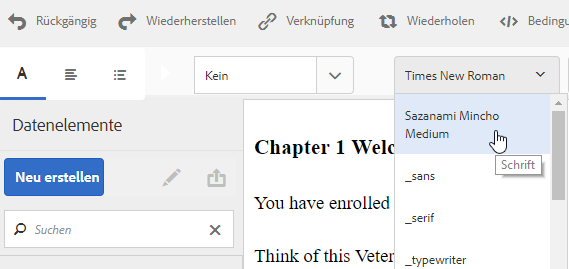 Rückgängig Wiederherstellen Verknüpfung Wiederholen Bedingu
A Kein Times New Roman
Datenelemente
Neu erstellen
Suchen
Chapter 1 Welc
You have enrolled
Think of this Veter
Sazanami Mincho
Medium
Schrift
_sans
_serif
_typewriter